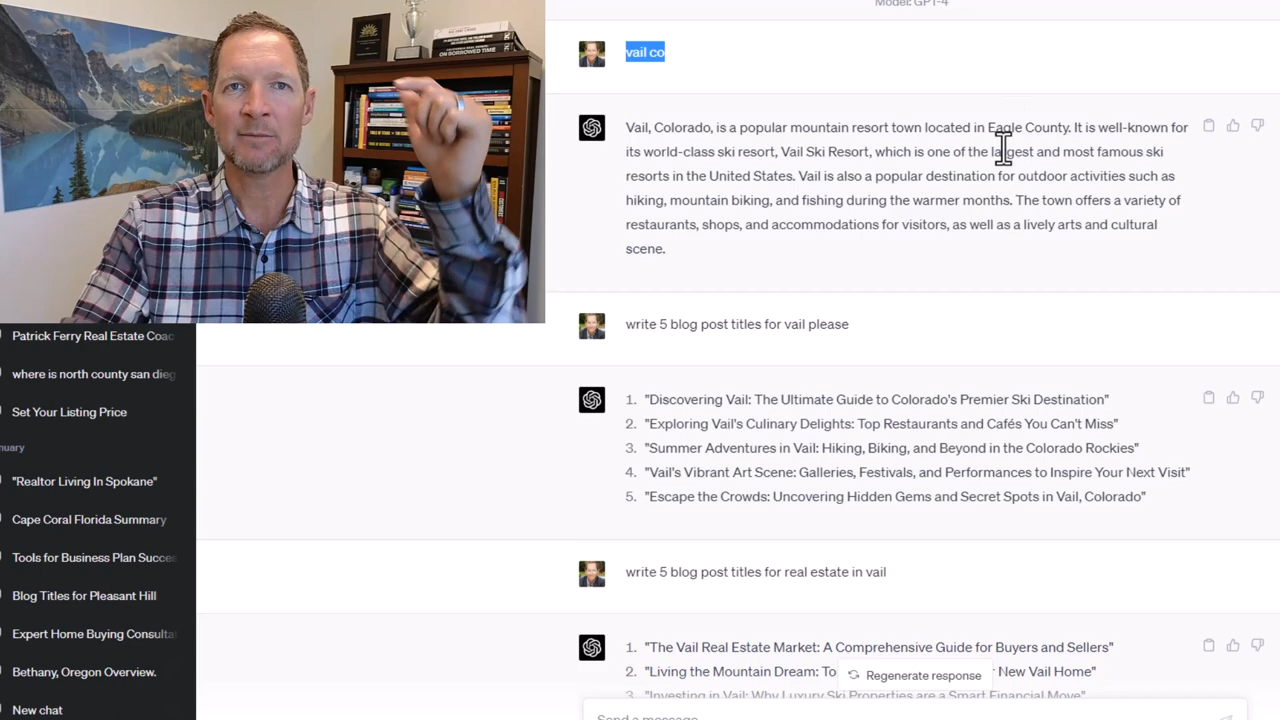 Model: GPT-4
ON BORROWED TIME
vail co
Vail, Colorado, is a popular mountain resort town located in Eagle County. It is well-known for
its world-class ski resort, Vail Ski Resort, which is one of the largest and most famous ski
resorts in the United States. Vail is also a popular destination for outdoor activities such as
hiking, mountain biking, and fishing during the warmer months. The town offers a variety of
restaurants, shops, and accommodations for visitors, as well as a lively arts and cultural
scene.
write 5 blog post titles for vail please
1. "Discovering Vail: The Ultimate Guide to Colorado's Premier Ski Destination"
2. "Exploring Vail's Culinary Delights: Top Restaurants and Cafés You Can't Miss"
3. "Summer Adventures in Vail: Hiking, Biking, and Beyond in the Colorado Rockies"
4. "Vail's Vibrant Art Scene: Galleries, Festivals, and Performances to Inspire Your Next Visit"
5. "Escape the Crowds: Uncovering Hidden Gems and Secret Spots in Vail, Colorado"
write 5 blog post titles for real estate in vail
1. "The Vail Real Estate Market: A Comprehensive Guide for Buyers and Sellers"
2. "Living the Mountain Dream: To
New Vail Home"
Regenerate response
3. "Investing in Vail: Why Luxury Ski Properties are a Smart Financial Move"
Send a message
Patrick Ferry Real Estate Coac
where is north county san dieg
Set Your Listing Price
nuary
"Realtor Living In Spokane"
Cape Coral Florida Summary
Tools for Business Plan Succes
Blog Titles for Pleasant Hill
Expert Home Buying Consulta
Bethany, Oregon Overview.
New chat